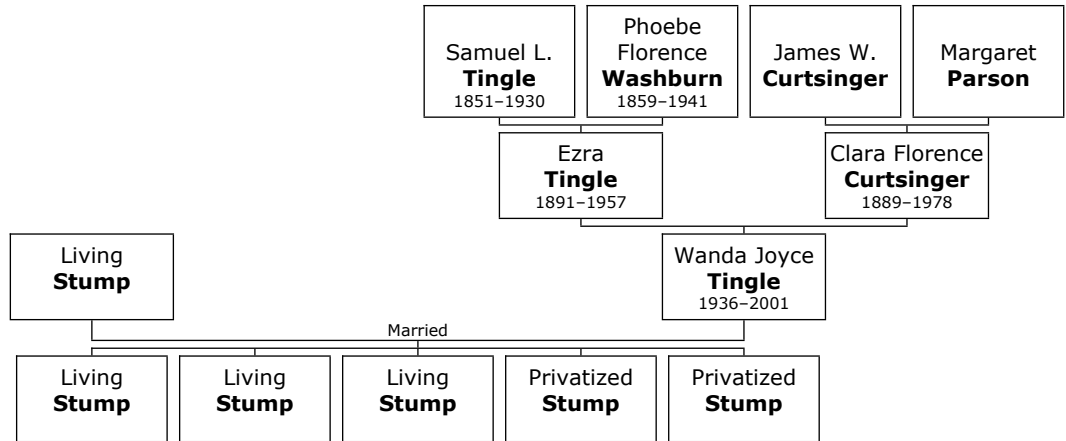 Samuel L.
Tingle
1851–1930
Phoebe
Florence
Washburn
1859–1941
James W.
Curtsinger
Margaret
Parson
Ezra
Tingle
1891–1957
Clara Florence
Curtsinger
1889–1978
Living
Stump
Wanda Joyce
Tingle
1936–2001
Married
Living
Stump
Living
Stump
Living
Stump
Privatized
Stump
Privatized
Stump